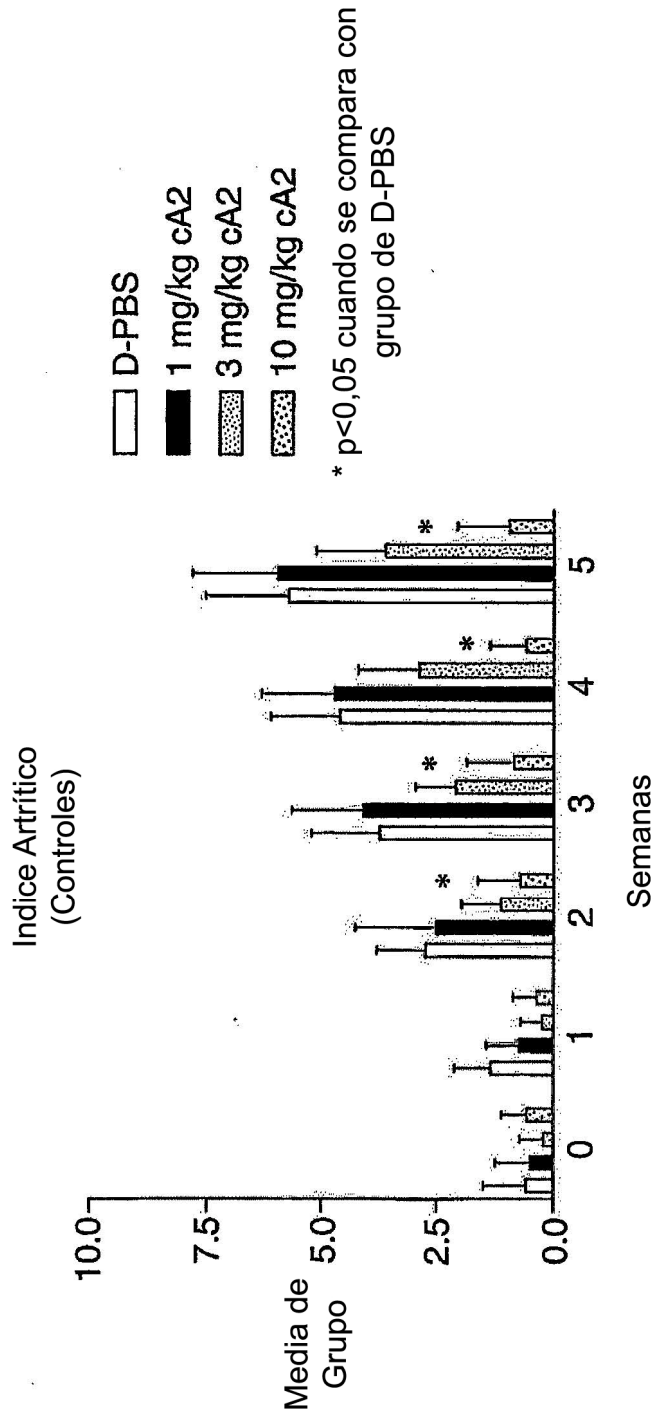 Indice Artrítico
(Controles)
Media de
Grupo
10.0
7.5
5.0
2.5
0.0
0
1
2
3
4
5
Semanas
*
*
*
*
D-PBS
1 mg/kg cA2
3 mg/kg cA2
10 mg/kg cA2
* p<0,05 cuando se compara con
grupo de D-PBS